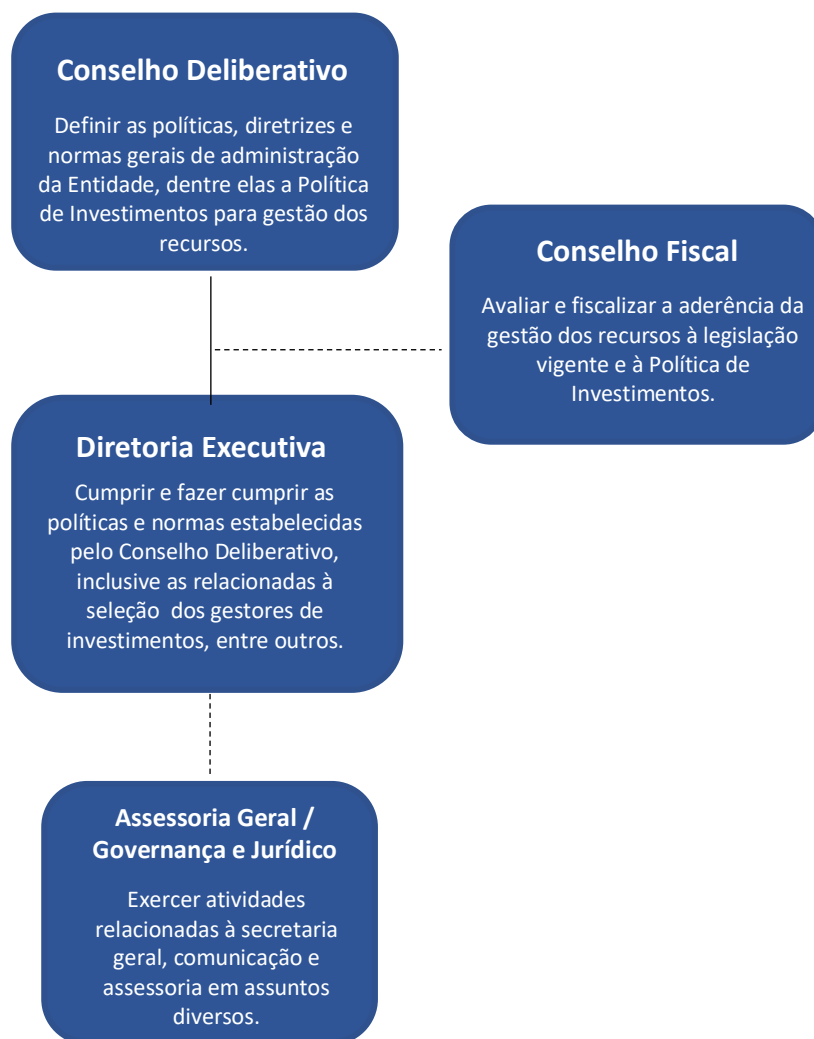 Conselho Deliberativo
Definir as políticas, diretrizes e
normas gerais de administração
da Entidade, dentre elas a Política
de Investimentos para gestão dos
recursos.
Conselho Fiscal
Avaliar e fiscalizar a aderência da
gestão dos recursos à legislação
vigente e à Política de
Investimentos.
Diretoria Executiva
Cumprir e fazer cumprir as
políticas e normas estabelecidas
pelo Conselho Deliberativo,
inclusive as relacionadas à
seleção dos gestores de
investimentos, entre outros.
Assessoria Geral /
Governança e Jurídico
Exercer atividades
relacionadas à secretaria
geral, comunicação e
assessoria em assuntos
diversos.